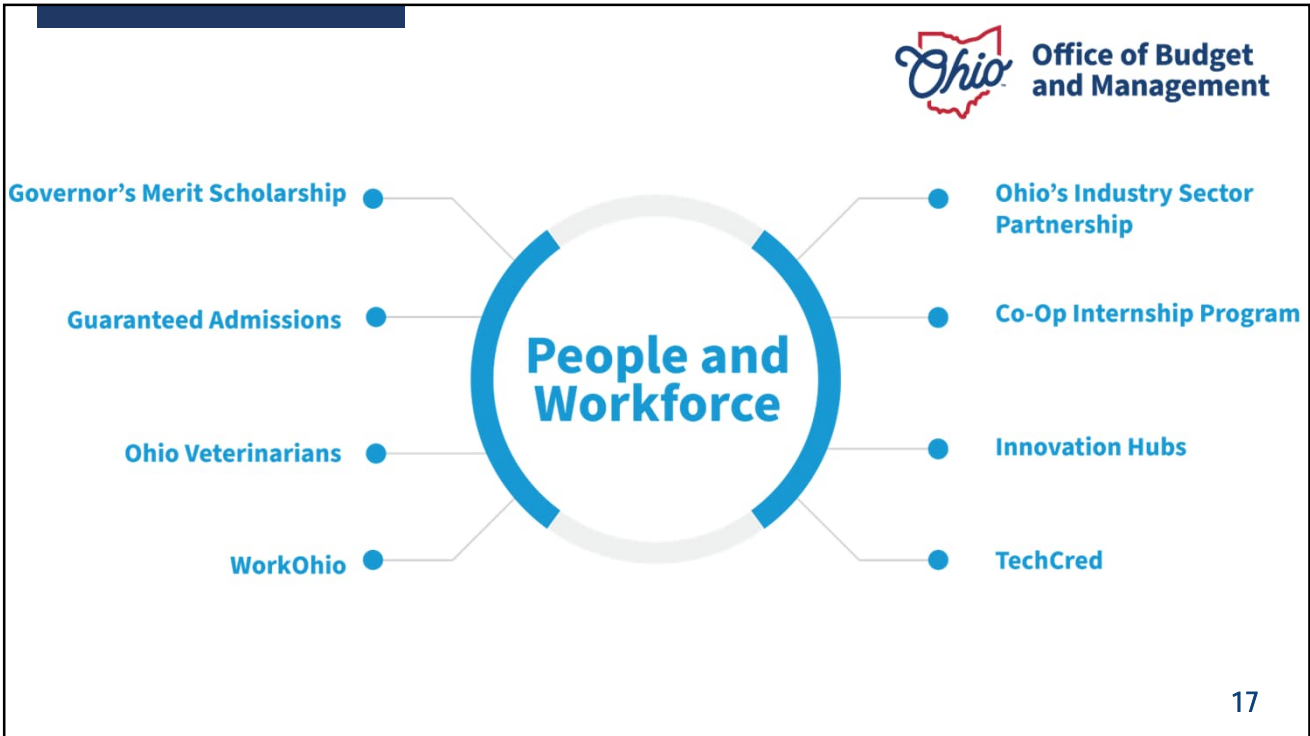 Ohio
Office of Budget
and Management
Governor's Merit Scholarship
Guaranteed Admissions
Ohio Veterinarians
WorkOhio
People and
Workforce
Ohio's Industry Sector
Partnership
Co-Op Internship Program
Innovation Hubs
TechCred
17